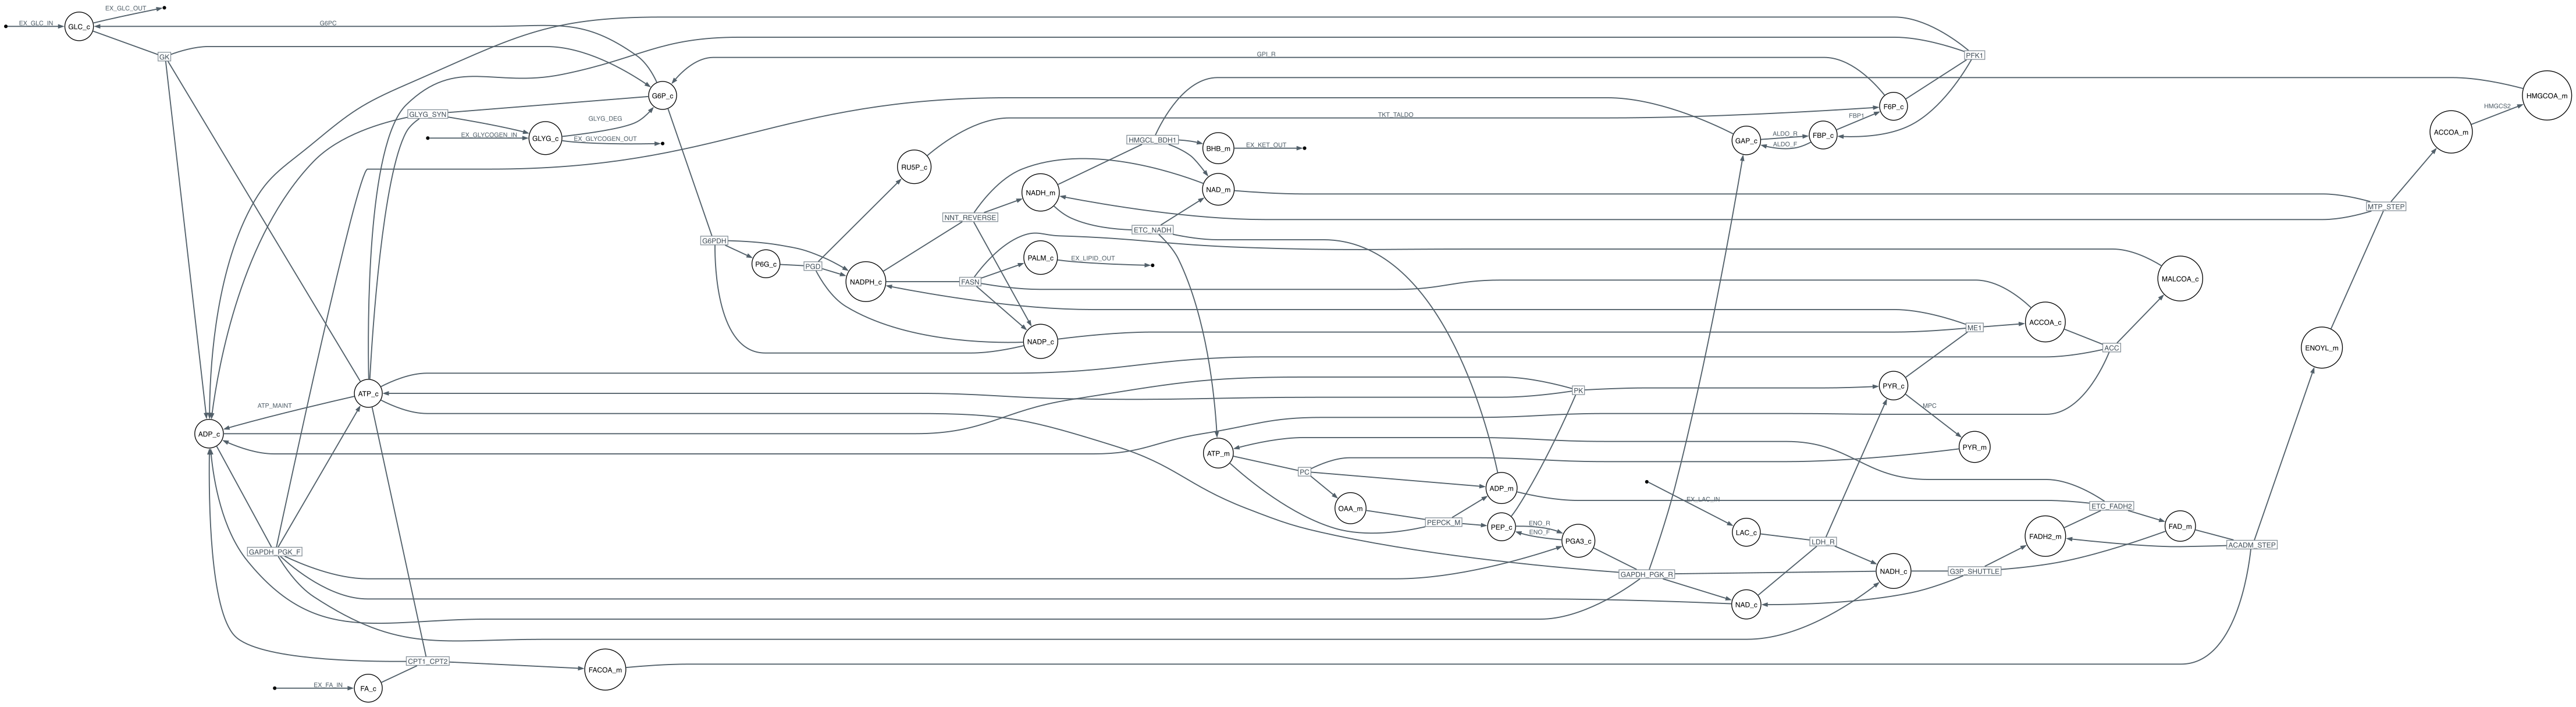 EX_GLC_OUT
EX_GLC_IN
GLC_c
G6PC
GK
PFK1
GPI_R
G6P_c
F6P_c
HMGCOA_m
HMGCS2
GLYG_SYN
GLYG_DEG
TKT_TALDO
FBP1
ACCOA_m
EX_GLYCOGEN_IN
GLYG_c
EX_GLYCOGEN_OUT
HMGCL_BDH1
BHB_m
EX_KET_OUT
GAP_c
ALDO_R
ALDO_F
FBP_c
RU5P_c
NADH_m
NAD_m
MTP_STEP
NNT_REVERSE
ETC_NADH
G6PDH
P6G_c
PGD
PALM_c
EX_LIPID_OUT
NADPH_c
FASN
MALCOA_c
ACCOA_c
ME1
NADP_c
ACC
ENOYL_m
ATP_c
PK
PYR_c
ATP_MAINT
MPC
ADP_c
PYR_m
ATP_m
PC
ADP_m
EX_LAC_IN
OAA_m
ETC_FADH2
PEPCK_M
PEP_c
ENO_R
ENO_F
PGA3_c
LAC_c
LDH_R
FADH2_m
FAD_m
ACADM_STEP
GAPDH_PGK_F
GAPDH_PGK_R
NADH_c
G3P_SHUTTLE
NAD_c
CPT1_CPT2
FACOA_m
EX_FA_IN
FA_c